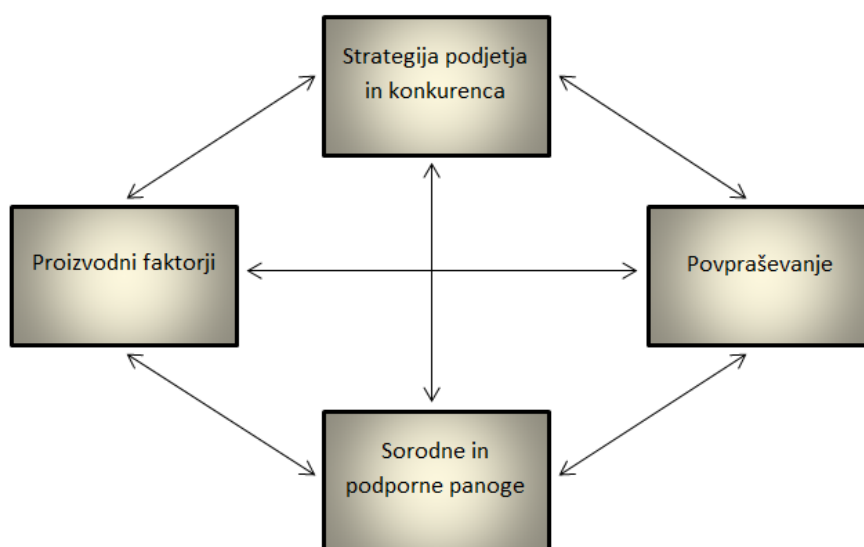 Strategija podjetja
in konkurenca
Proizvodni faktorji
Povpraševanje
Sorodne in
podporne panoge